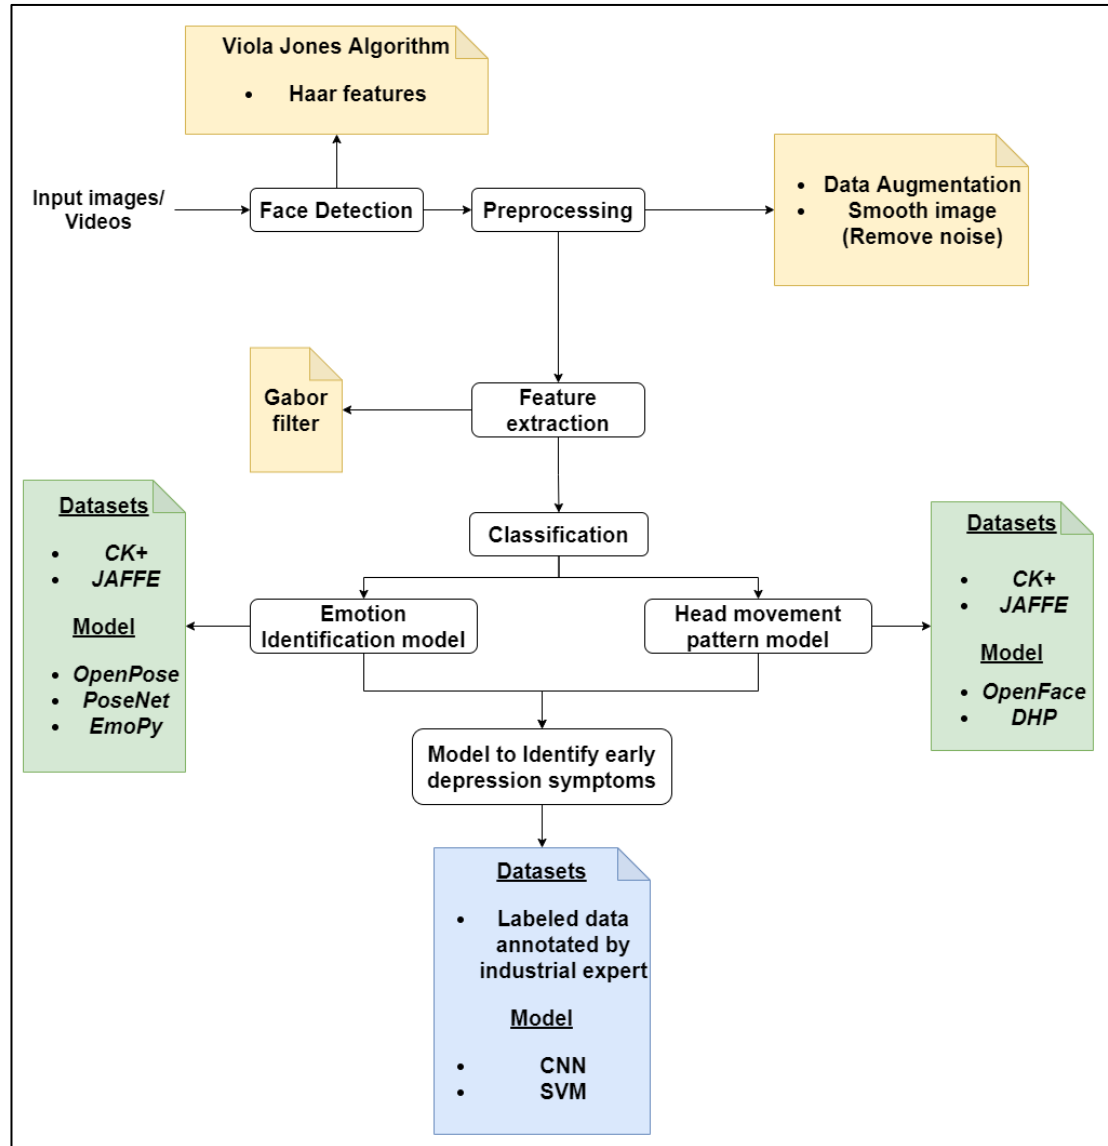 Viola Jones Algorithm
• Haar features
Input images/
Videos
Face Detection
Preprocessing
• Data Augmentation
• Smooth image
(Remove noise)
Gabor
filter
Feature
extraction
Classification
Datasets
• CK+
• JAFFE
Model
• OpenPose
• PoseNet
• EmoPy
Emotion
Identification model
Head movement
pattern model
Datasets
• CK+
• JAFFE
Model
• OpenFace
• DHP
Model to Identify early
depression symptoms
Datasets
• Labeled data
annotated by
industrial expert
Model
• CNN
• SVM